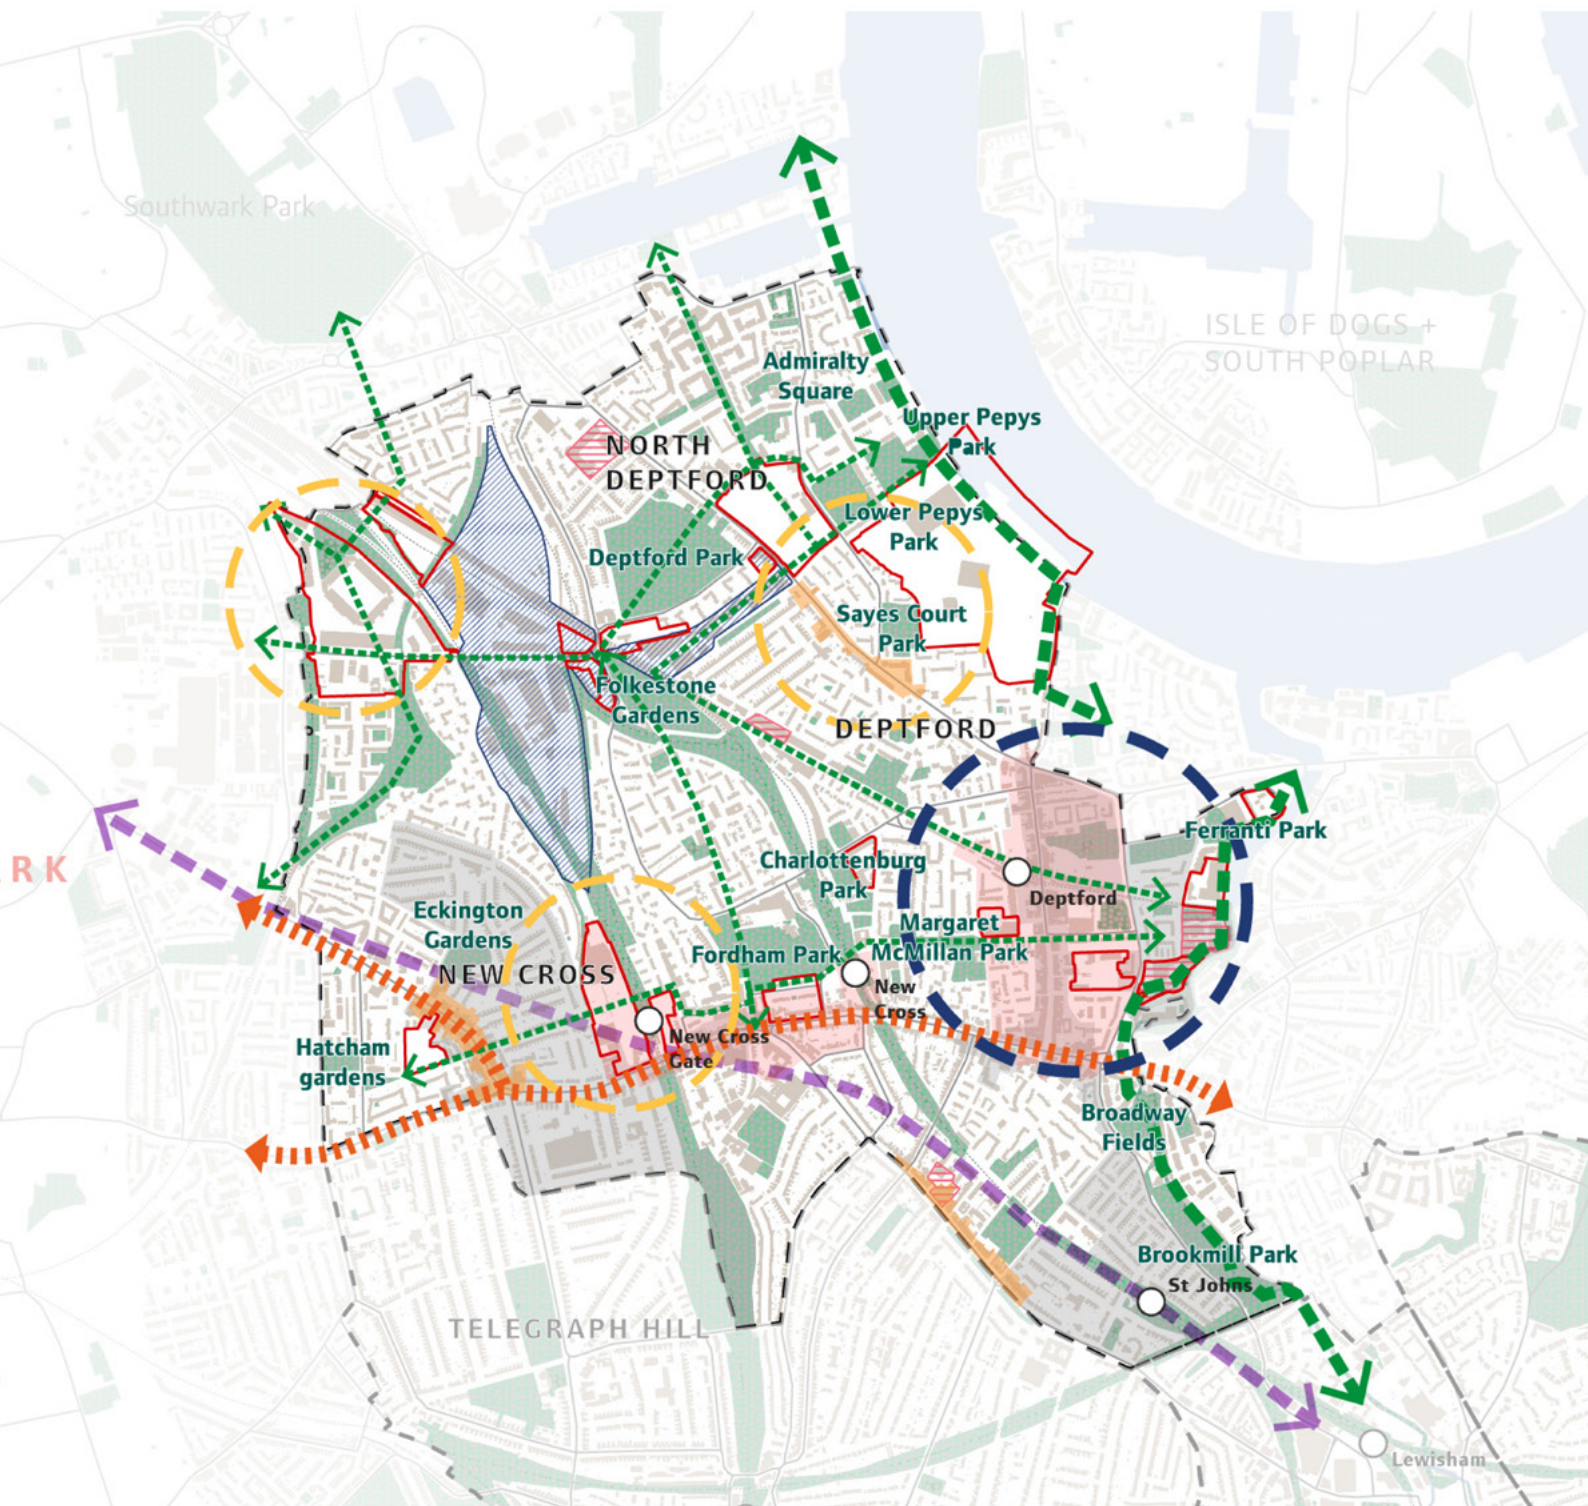 Southwark Park
ISLE OF DOGS +
SOUTH POPLAR
Admiralty
Square
Upper Pepys
Park
NORTH
DEPTFORD
Lower Pepys
Park
Deptford Park
Sayes Court
Park
Folkestone
Gardens
DEPTFORD
Ferranti Park
RK
Charlottenburg
Park
Deptford
Eckington
Gardens
Margaret
McMillan Park
Fordham Park
NEW CROSS
New
Cross
New Cross
Gate
Hatcham
gardens
Broadway
Fields
Brookmill Park
St Johns
TELEGRAPH HILL
Lewisham